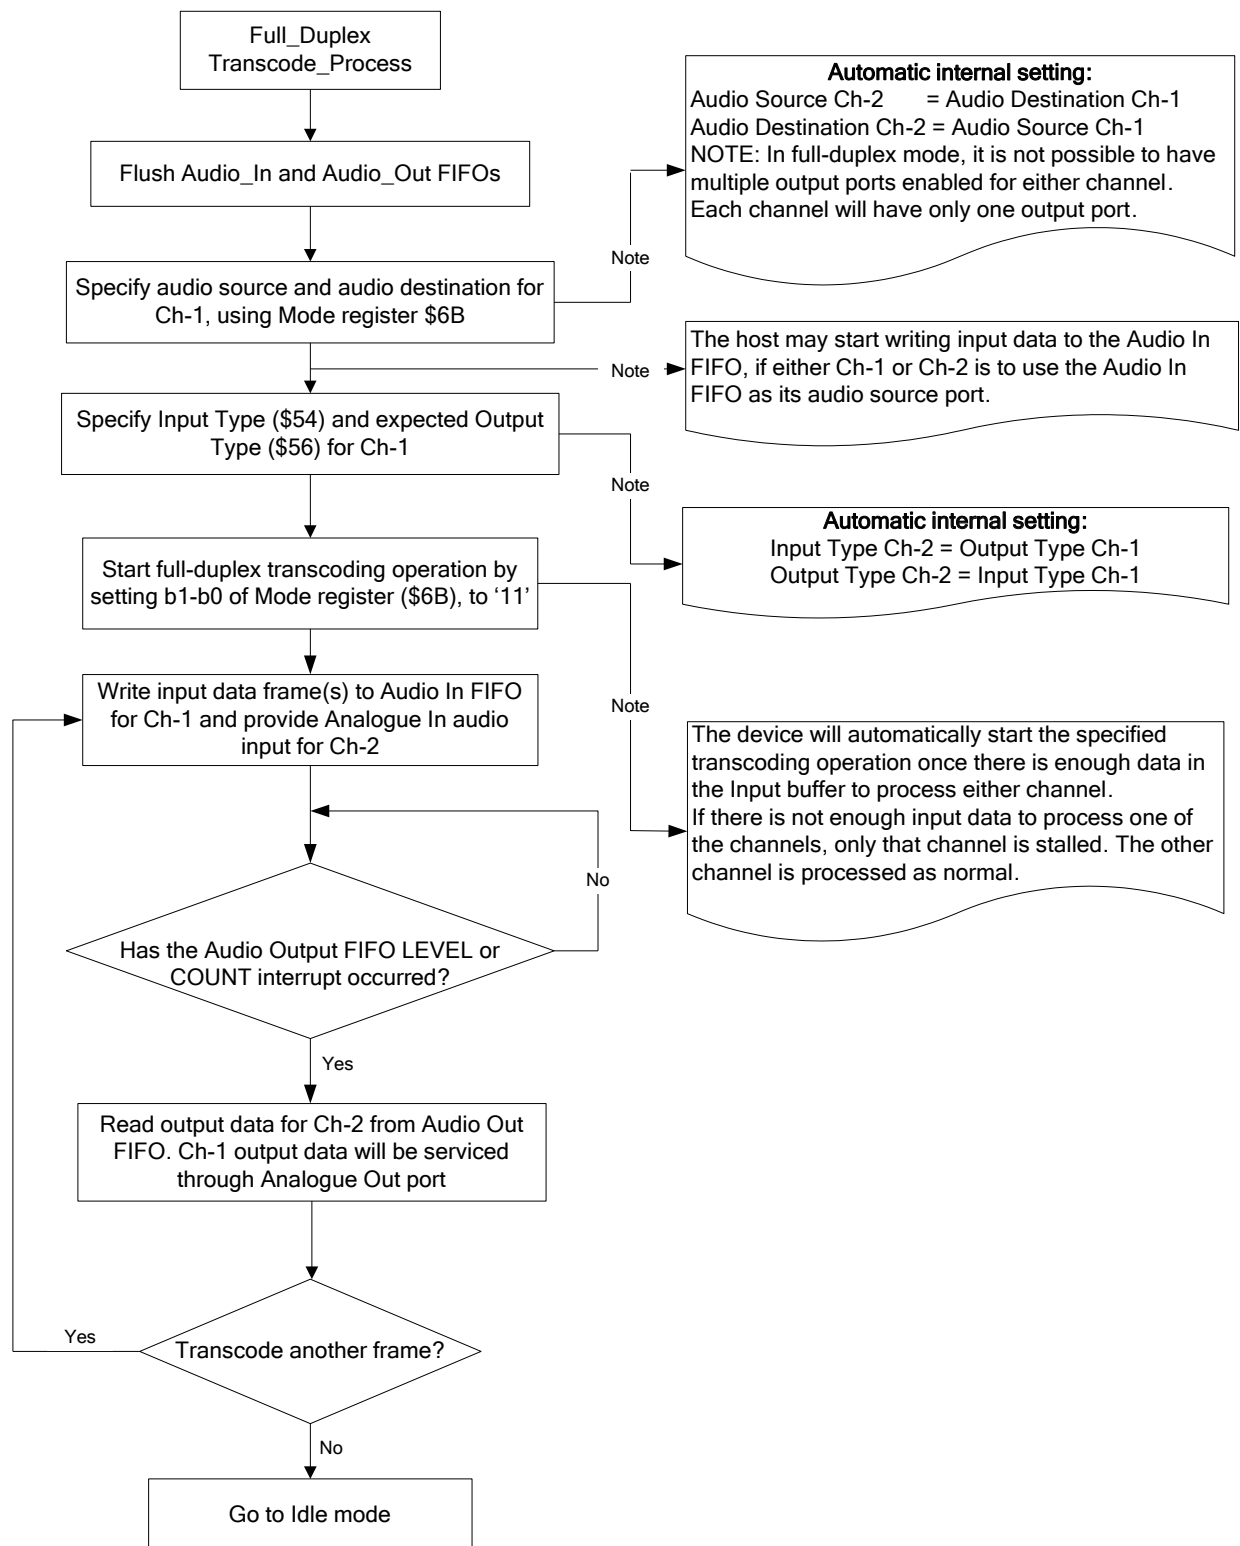 Full_Duplex
Transcode_Process
Flush Audio_In and Audio_Out FIFOs
Automatic internal setting:
Audio Source Ch-2 = Audio Destination Ch-1
Audio Destination Ch-2 = Audio Source Ch-1
NOTE: In full-duplex mode, it is not possible to have
multiple output ports enabled for either channel.
Each channel will have only one output port.
Note
Specify audio source and audio destination for
Ch-1, using Mode register $6B
Note
The host may start writing input data to the Audio In
FIFO, if either Ch-1 or Ch-2 is to use the Audio In
FIFO as its audio source port.
Specify Input Type ($54) and expected Output
Type ($56) for Ch-1
Note
Automatic internal setting:
Input Type Ch-2 = Output Type Ch-1
Output Type Ch-2 = Input Type Ch-1
Start full-duplex transcoding operation by
setting b1-b0 of Mode register ($6B), to ‘11’
Note
Write input data frame(s) to Audio In FIFO
for Ch-1 and provide Analogue In audio
input for Ch-2
The device will automatically start the specified
transcoding operation once there is enough data in
the Input buffer to process either channel.
If there is not enough input data to process one of
the channels, only that channel is stalled. The other
channel is processed as normal.
No
Has the Audio Output FIFO LEVEL or
COUNT interrupt occurred?
Yes
Read output data for Ch-2 from Audio Out
FIFO. Ch-1 output data will be serviced
through Analogue Out port
Yes
Transcode another frame?
No
Go to Idle mode